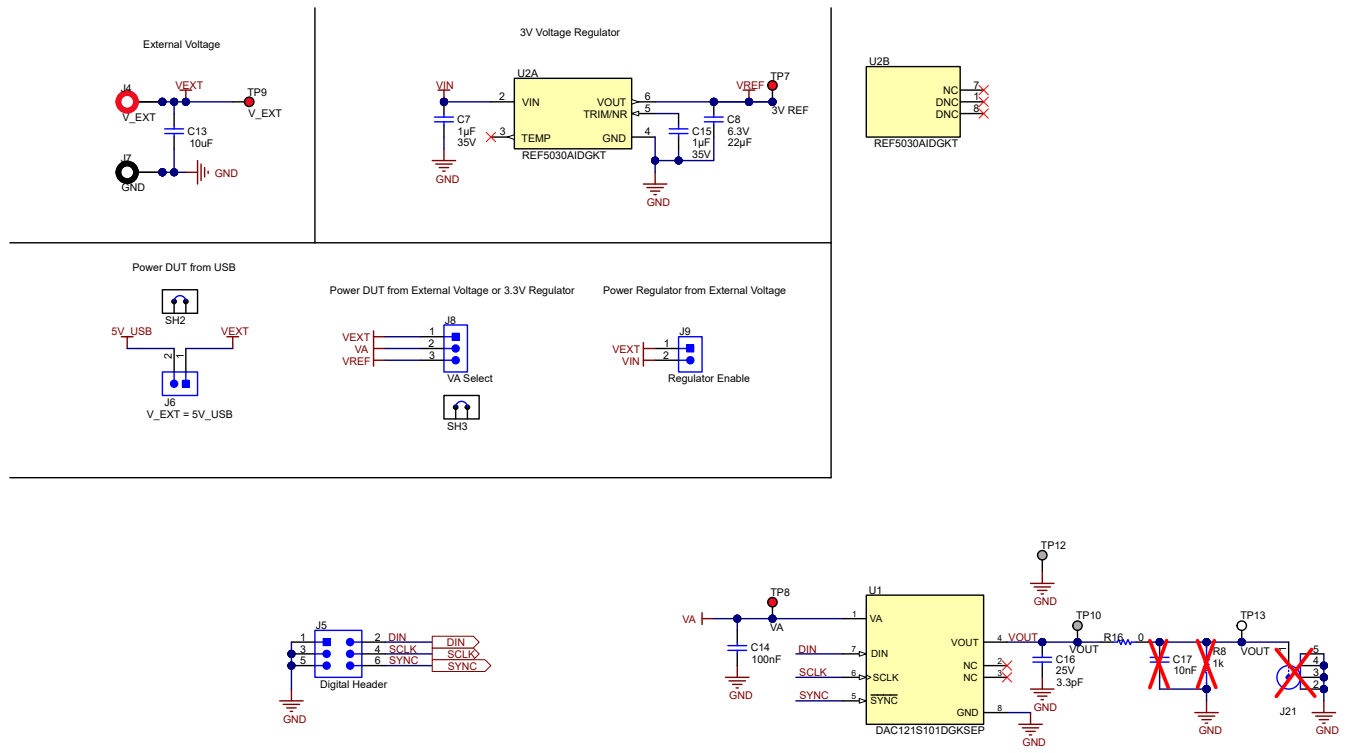 External Voltage
J4
VEXT
TP9
V_EXT
V_EXT
C13
10uF
J7
GND
GND
3V Voltage Regulator
U2A
VIN
C7
1µF
35V
GND
2
VIN
3
TEMP
VOUT
6
TRIM/NR
5
GND
4
REF5030AIDGKT
VREF
TP7
3V REF
C15
1µF
35V
C8
6.3V
22µF
GND
U2B
NC
7
DNC
1
DNC
8
REF5030AIDGKT
Power DUT from USB
SH2
5V_USB
VEXT
2
1
J6
V_EXT = 5V_USB
Power DUT from External Voltage or 3.3V Regulator
J8
VEXT
1
VA
2
VREF
3
VA Select
SH3
Power Regulator from External Voltage
J9
VEXT
1
VIN
2
Regulator Enable
J5
1
2
DIN
DIN
3
4
SCLK
SCLK
5
6
SYNC
SYNC
Digital Header
GND
TP12
GND
VA
TP8
VA
C14
100nF
GND
U1
1
VA
DIN
7
DIN
SCLK
6
SCLK
SYNC
5
SYNC
VOUT
4
VOUT
NC
2
NC
3
GND
8
DAC121S101DGKSEP
GND
C16
25V
3.3pF
GND
TP10
VOUT
R16
0
C17
10nF
R8
1k
GND
TP13
VOUT
1
5
4
3
2
J21
GND